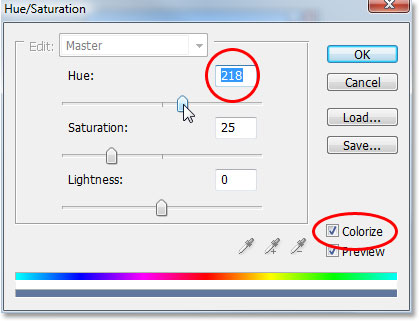 Hue/Saturation
Edit: Master
Hue: 218
Saturation: 25
Lightness: 0
OK
Cancel
Load...
Save...
Colorize
Preview